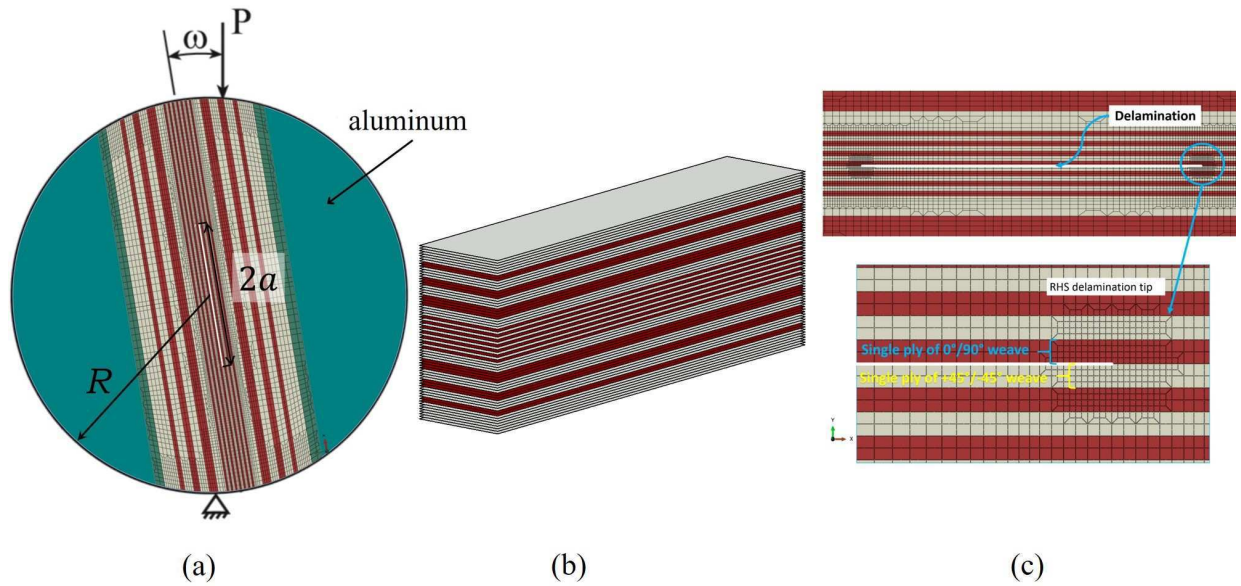 ω
P
aluminum
2a
R
Delamination
RHS delamination tip
Single ply of 0°/90° weave
Single ply of +45°/-45° weave
Y
X
(a)
(b)
(c)